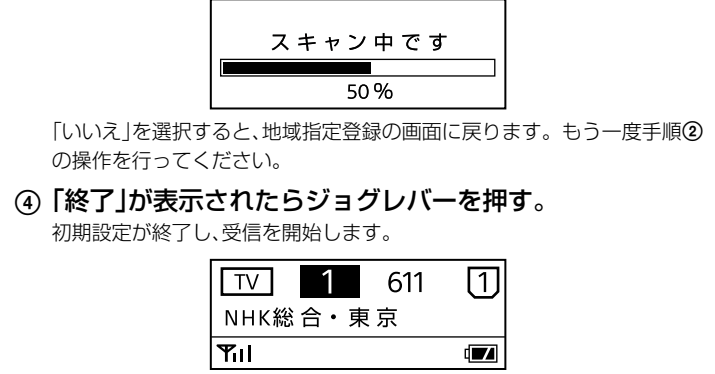 スキャン中です
50%
「いいえ」を選択すると、地域指定登録の画面に戻ります。もう一度手順②
の操作を行ってください。
④「終了」が表示されたらジョグレバーを押す。
初期設定が終了し、受信を開始します。
TV 1 611 1
NHK総合・東京